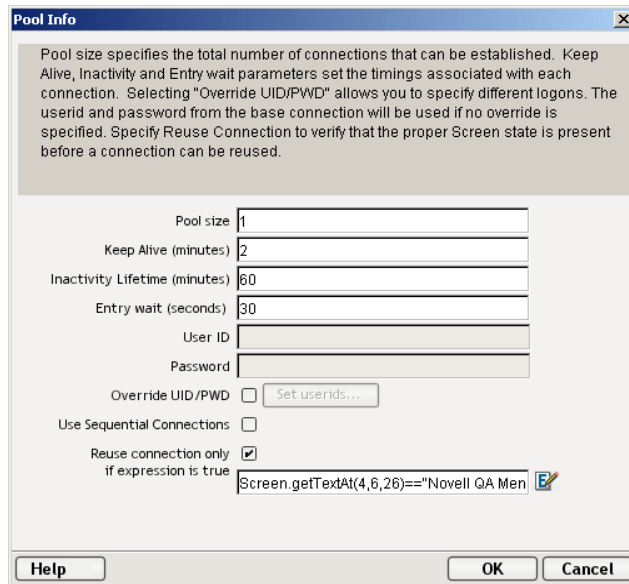 Pool Info
Pool size specifies the total number of connections that can be established. Keep
Alive, Inactivity and Entry wait parameters set the timings associated with each
connection. Selecting "Override UID/PWD" allows you to specify different logons. The
userid and password from the base connection will be used if no override is
specified. Specify Reuse Connection to verify that the proper Screen state is present
before a connection can be reused.
Pool size 1
Keep Alive (minutes) 2
Inactivity Lifetime (minutes) 60
Entry wait (seconds) 30
User ID
Password
Override UID/PWD Set userids...
Use Sequential Connections
Reuse connection only
if expression is true
Screen.getTextAt(4,6,26)=="Novell QA Men
Help OK Cancel